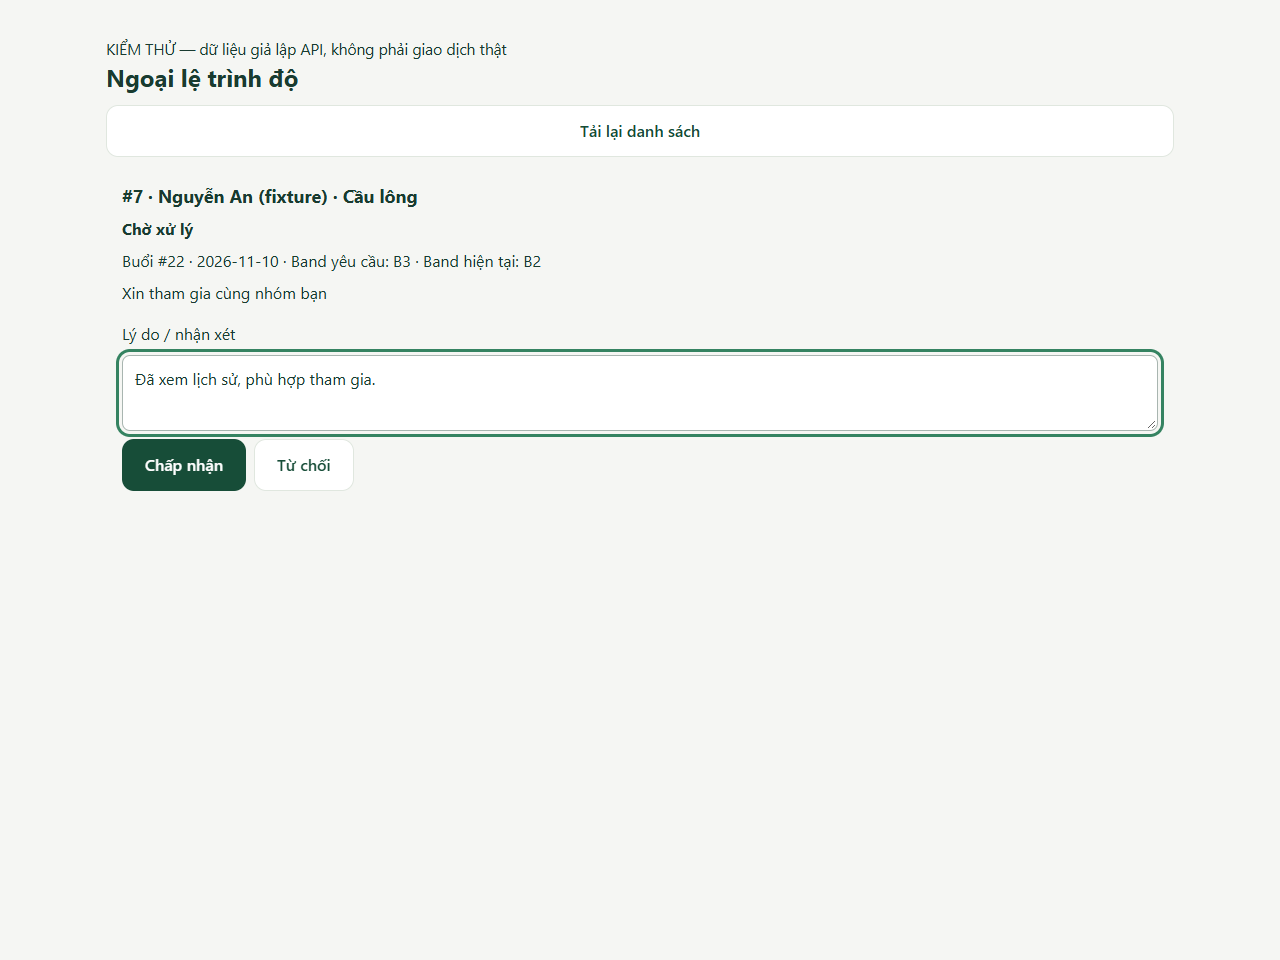 KIỂM THỬ — dữ liệu giả lập API, không phải giao dịch thật
Ngoại lệ trình độ
Tải lại danh sách
#7 · Nguyễn An (fixture) · Cầu lông
Chờ xử lý
Buổi #22 · 2026-11-10 · Band yêu cầu: B3 · Band hiện tại: B2
Xin tham gia cùng nhóm bạn
Lý do / nhận xét
Đã xem lịch sử, phù hợp tham gia.
Chấp nhận
Từ chối